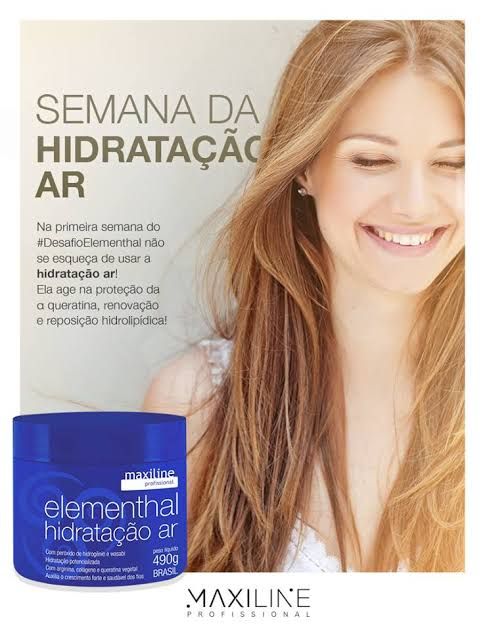 SEMANA DA
HIDRATAÇÃO
AR
Na primeira semana do
#DesafioElementhal não
se esqueça de usar a
hidratação ar!
Ela age na proteção da
α queratina, renovação
e reposição hidrolipídica!
maxiline
profissional
elementhal
hidratação ar
Com peróxido de hidrogênio e wasabi
Hidratação potencializada
Com arginina, colágeno e queratina vegetal
Auxilia o crescimento forte e saudável dos fios
peso líquido
490g
BRASIL
MAXILINE
PROFISSIONAL